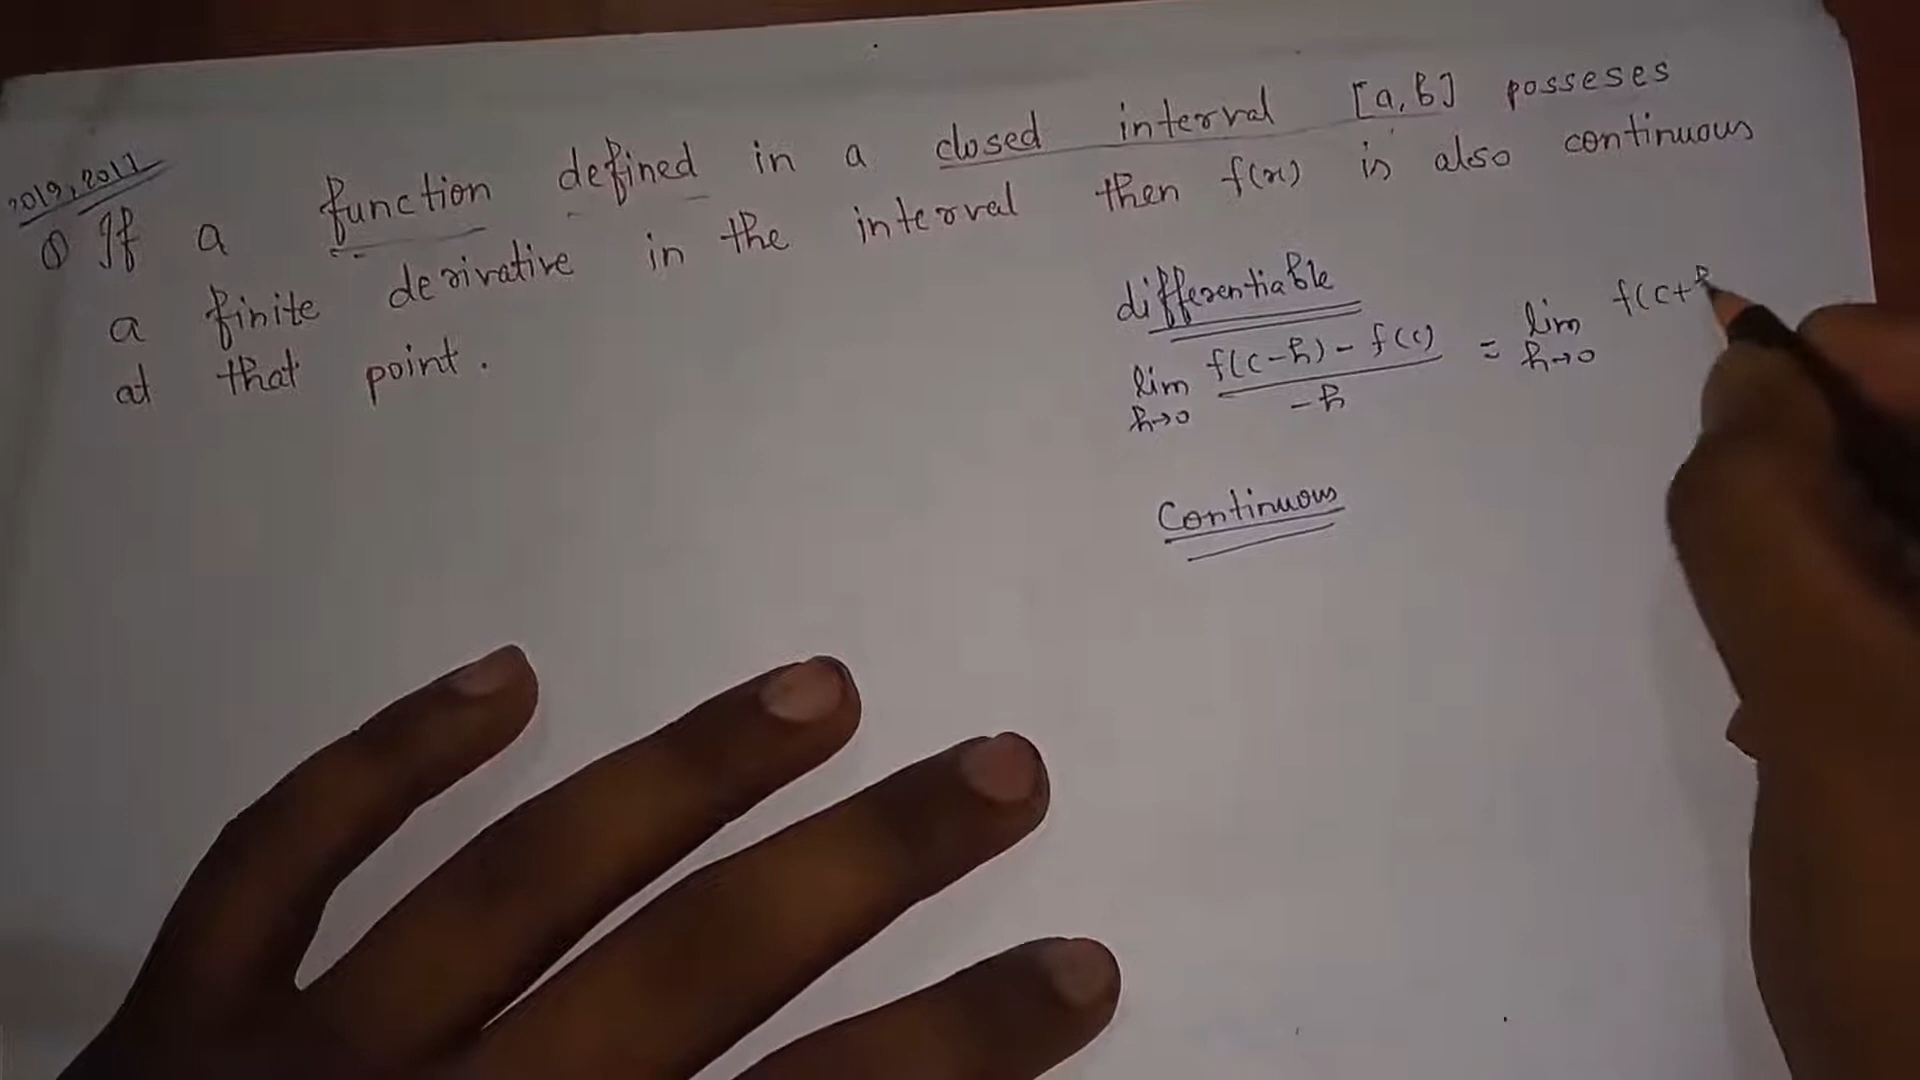 2019, 2017
① If a function defined in a closed interval [a, b] posseses
a finite derivative in the interval then f(x) is also continuous
at that point.
differentiable
lim h→0 f(c-h) - f(c) / -h = lim h→0 f(c+h
Continuous